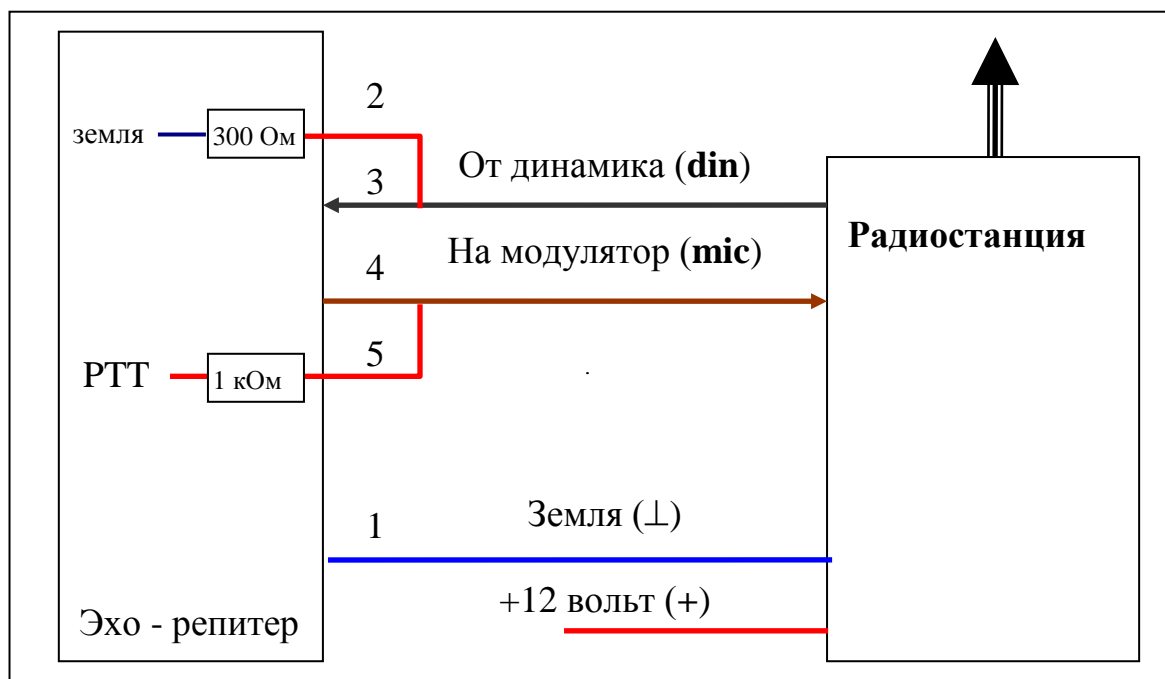 2
земля
300 Ом
От динамика (din)
3
Радиостанция
На модулятор (mic)
4
РТТ
1 кОм
5
1
Земля (⊥)
+12 вольт (+)
Эхо - репитер